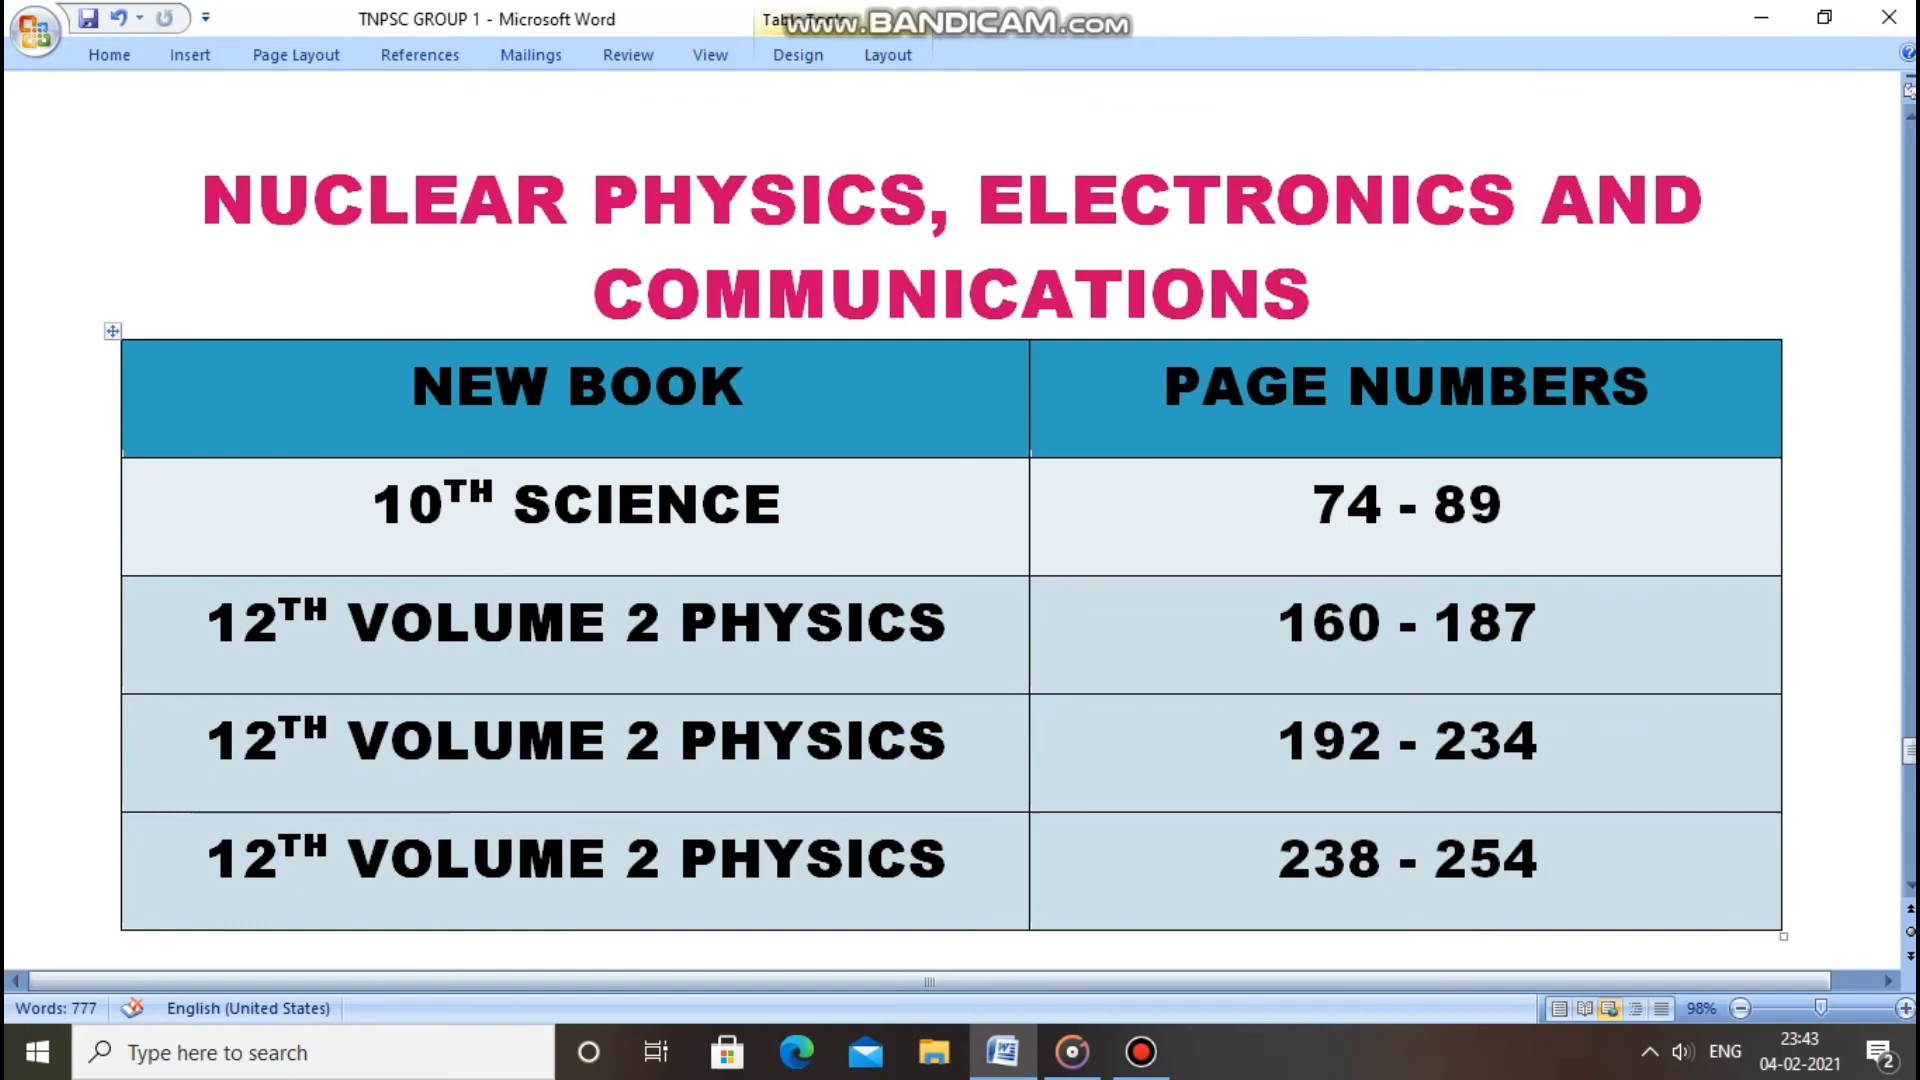 TNPSC GROUP 1 - Microsoft Word
www.BANDICAM.com
Home Insert Page Layout References Mailings Review View Design Layout
NUCLEAR PHYSICS, ELECTRONICS AND
COMMUNICATIONS
NEW BOOK PAGE NUMBERS
10TH SCIENCE 74 - 89
12TH VOLUME 2 PHYSICS 160 - 187
12TH VOLUME 2 PHYSICS 192 - 234
12TH VOLUME 2 PHYSICS 238 - 254
Words: 777 English (United States) 98%
Type here to search ENG 23:43
04-02-2021 2